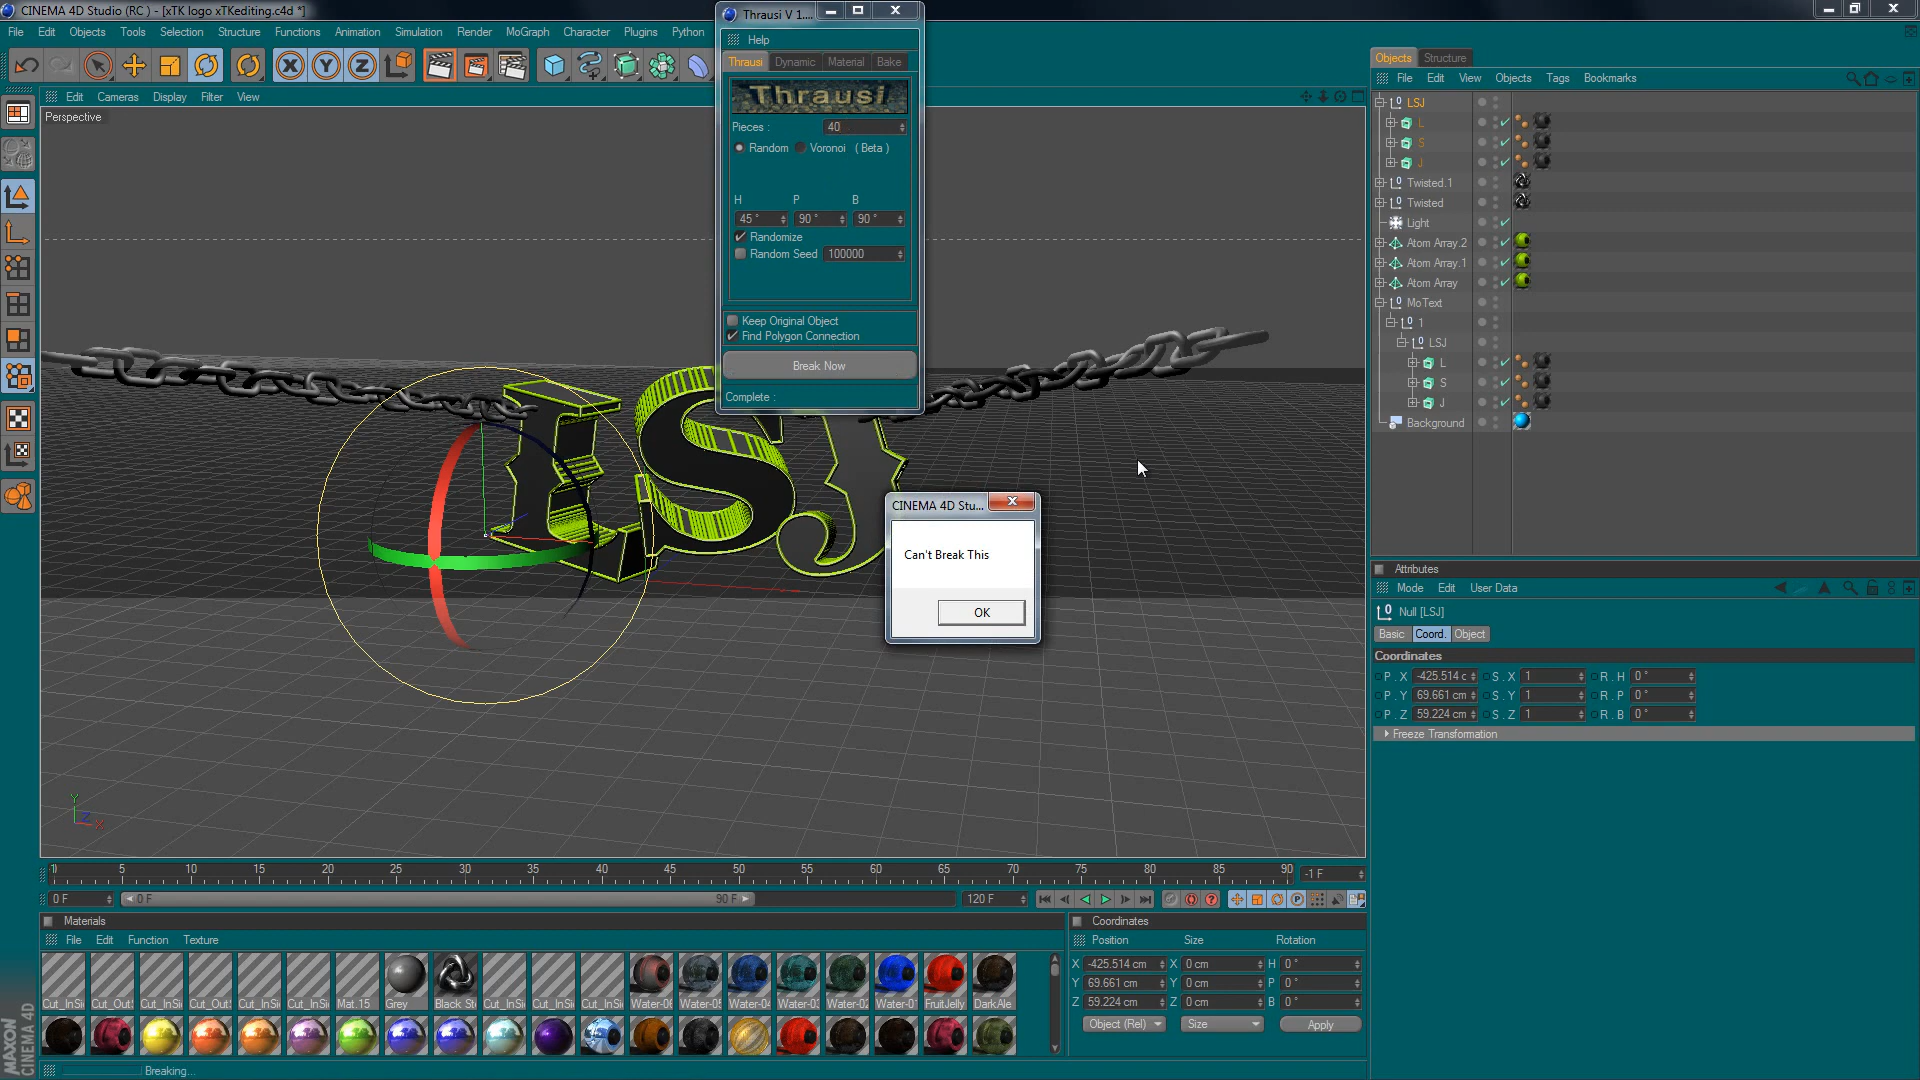 CINEMA 4D Studio (RC ) - [xTK logo xTKediting.c4d *]
File Edit Objects Tools Selection Structure Functions Animation Simulation Render MoGraph Character Plugins Python
Edit Cameras Display Filter View
Perspective
Thrausi V 1....
Help
Thrausi Dynamic Material Bake
Thrausi
Pieces : 40
Random Voronoi ( Beta )
H P B
45 ° 90 ° 90 °
Randomize
Random Seed 100000
Keep Original Object
Find Polygon Connection
Break Now
Complete :
LSJ
CINEMA 4D Stu...
Can't Break This
OK
Objects Structure
File Edit View Objects Tags Bookmarks
LSJ
L
S
J
Twisted.1
Twisted
Light
Atom Array.2
Atom Array.1
Atom Array
MoText
1
LSJ
L
S
J
Background
Attributes
Mode Edit User Data
Null [LSJ]
Basic Coord. Object
Coordinates
P . X -425.514 c S . X 1 R . H 0 °
P . Y 69.661 cm S . Y 1 R . P 0 °
P . Z 59.224 cm S . Z 1 R . B 0 °
Freeze Transformation
Y
Z X
5 10 15 20 25 30 35 40 45 50 55 60 65 70 75 80 85 90 -1 F
0 F 0 F 90 F 120 F
Materials
File Edit Function Texture
Cut_InSi Cut_Out Cut_InSi Cut_Out Cut_InSi Cut_InSi Mat.15 Grey Black St Cut_InSi Cut_InSi Cut_InSi Water-06 Water-05 Water-04 Water-03 Water-02 Water-01 FruitJelly DarkAle
Coordinates
Position Size Rotation
X -425.514 cm X 0 cm H 0 °
Y 69.661 cm Y 0 cm P 0 °
Z 59.224 cm Z 0 cm B 0 °
Object (Rel) Size Apply
MAXON
CINEMA 4D
Breaking...